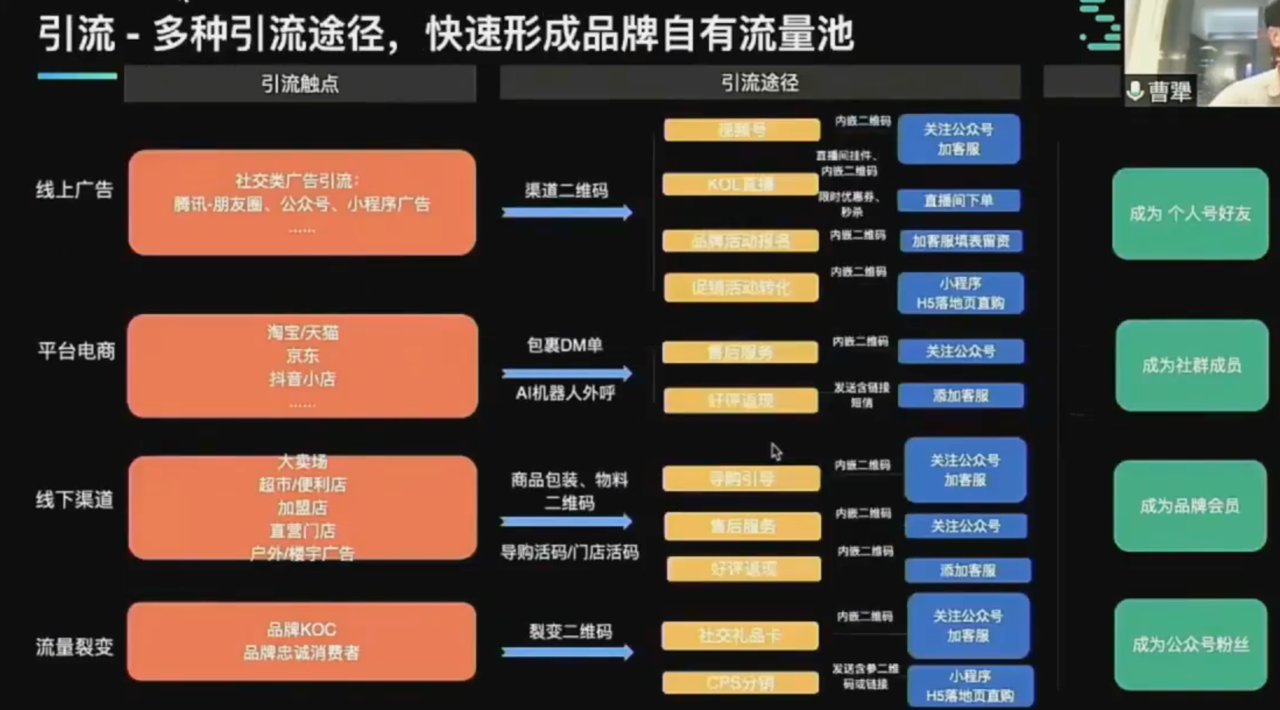 引流 - 多种引流途径，快速形成品牌自有流量池
引流触点
引流途径
曹犟
线上广告
社交类广告引流：
腾讯-朋友圈、公众号、小程序广告
......
渠道二维码
视频号
内嵌二维码
关注公众号
加客服
KOL直播
直播间挂件、
内嵌二维码
限时优惠券、
秒杀
直播间下单
品牌活动报名
内嵌二维码
加客服填表留资
促销活动转化
内嵌二维码
小程序
H5落地页直购
成为 个人号好友
平台电商
淘宝/天猫
京东
抖音小店
......
包裹DM单
AI机器人外呼
售后服务
内嵌二维码
关注公众号
好评返现
发送含链接
短信
添加客服
成为社群成员
线下渠道
大卖场
超市/便利店
加盟店
直营门店
户外/楼宇广告
商品包装、物料
二维码
导购活码/门店活码
导购引导
内嵌二维码
关注公众号
加客服
售后服务
内嵌二维码
关注公众号
好评返现
内嵌二维码
添加客服
成为品牌会员
流量裂变
品牌KOC
品牌忠诚消费者
裂变二维码
社交礼品卡
内嵌二维码
关注公众号
加客服
CPS分销
发送含参二维
码或链接
小程序
H5落地页直购
成为公众号粉丝